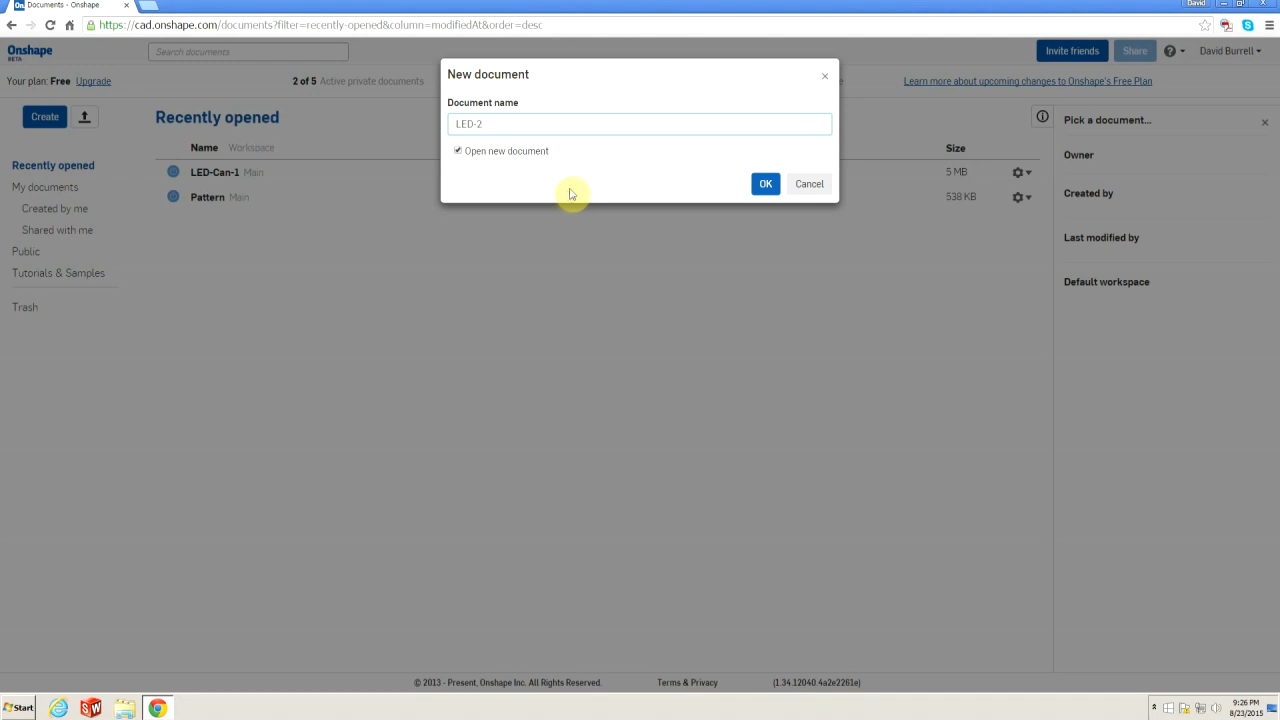 Documents - Onshape
David
https://cad.onshape.com/documents?filter=recently-opened&column=modifiedAt&order=desc
Onshape
BETA
Search documents
Invite friends
Share
David Burrell
Your plan: Free Upgrade
2 of 5 Active private documents
Learn more about upcoming changes to Onshape's Free Plan
New document
Document name
LED-2
Open new document
OK
Cancel
Create
Recently opened
Name Workspace
Size
Recently opened
LED-Can-1 Main
5 MB
My documents
Pattern Main
538 KB
Created by me
Shared with me
Public
Tutorials & Samples
Trash
Pick a document...
Owner
Created by
Last modified by
Default workspace
© 2013 - Present, Onshape Inc. All Rights Reserved.
Terms & Privacy
(1.34.12040.4a2e2261e)
Start
9:26 PM
8/23/2015